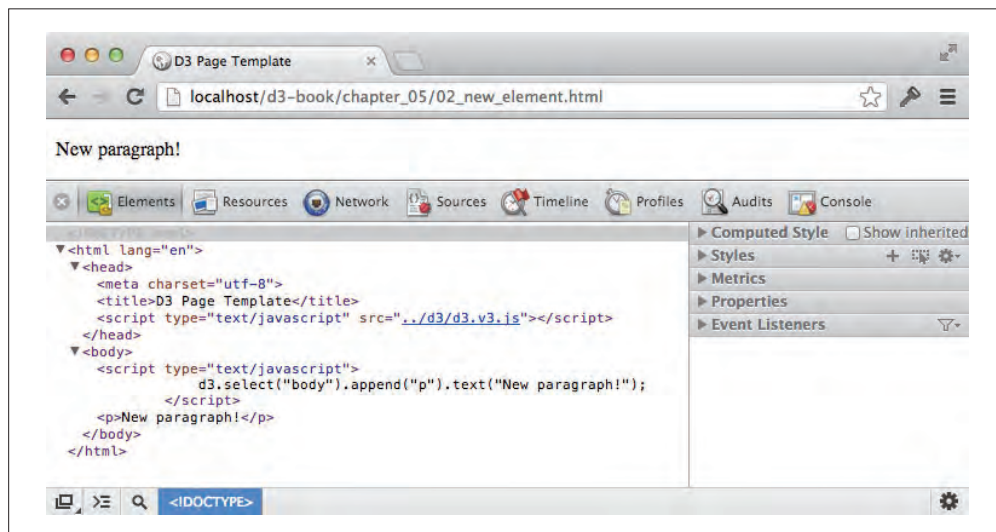 D3 Page Template
localhost/d3-book/chapter_05/02_new_element.html
New paragraph!
Elements Resources Network Sources Timeline Profiles Audits Console
<html lang="en">
<head>
<meta charset="utf-8">
<title>D3 Page Template</title>
<script type="text/javascript" src="../d3/d3.v3.js"></script>
</head>
<body>
<script type="text/javascript">
d3.select("body").append("p").text("New paragraph!");
</script>
<p>New paragraph!</p>
</body>
</html>
Computed Style Show inherited
Styles
Metrics
Properties
Event Listeners
<!DOCTYPE>